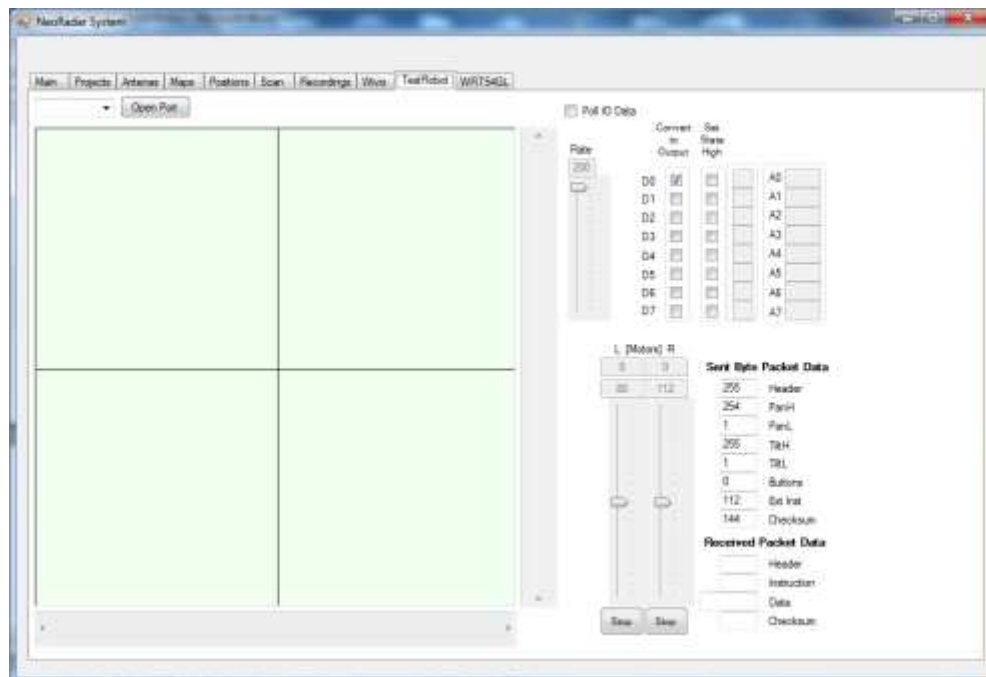 NeoRadar System
Main Projects Antenas Maps Positions Scan Recordings Wivis TestRobot WRT54GL
Open Port
Poll IO Data
Convert to Output
Set State High
Rate
200
D0 A0
D1 A1
D2 A2
D3 A3
D4 A4
D5 A5
D6 A6
D7 A7
L [Motors] R
0 0
112
Sent Byte Packet Data
255 Header
254 PanH
1 PanL
255 TiltH
1 TiltL
0 Buttons
112 Ext Inst
144 Checksum
Received Packet Data
Header
Instruction
Data
Checksum
Stop Stop